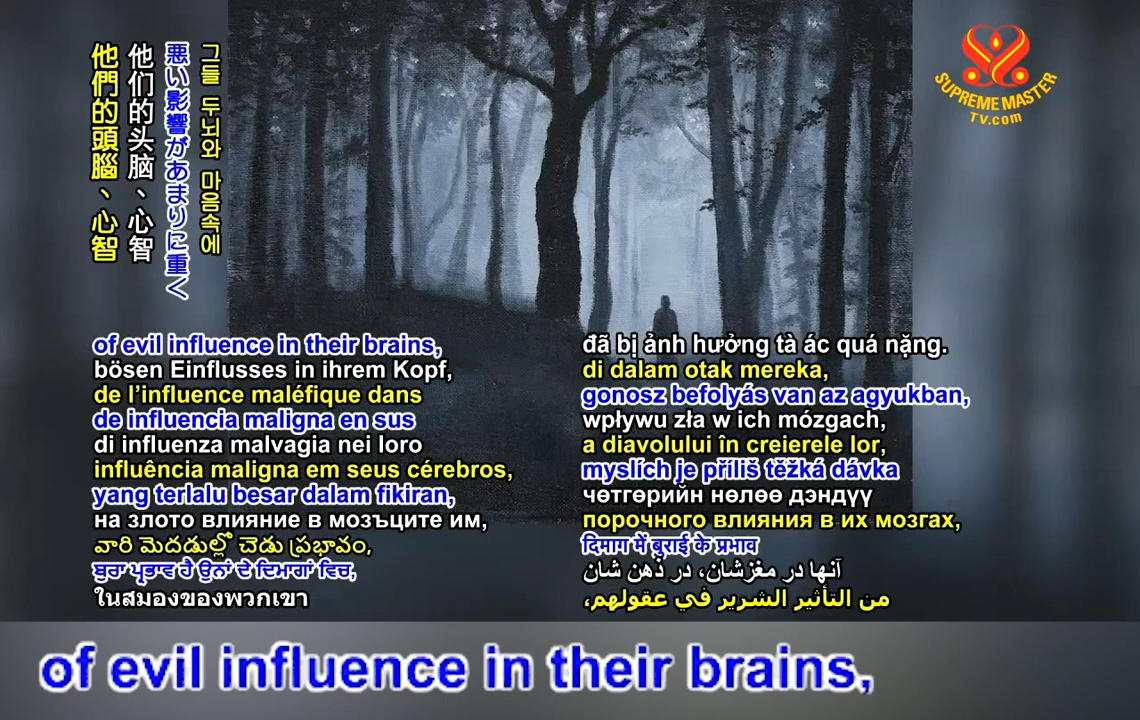 他們的頭腦、心智
他们的头脑、心智
悪い影響があまりに重く
그들 두뇌와 마음속에
SUPREME MASTER
TV.com
of evil influence in their brains,
bösen Einflusses in ihrem Kopf,
de l’influence maléfique dans
de influencia maligna en sus
di influenza malvagia nei loro
influência maligna em seus cérebros,
yang terlalu besar dalam fikiran,
на злото влияние в мозъците им,
వారి మెదడుల్లో చెడు ప్రభావం,
ਬੁਰਾ ਪ੍ਰਭਾਵ ਹੈ ਉਨਾਂ ਦੇ ਦਿਮਾਗਾਂ ਵਿਚ,
ในสมองของพวกเขา
đã bị ảnh hưởng tà ác quá nặng.
di dalam otak mereka,
gonosz befolyás van az agyukban,
wpływu zła w ich mózgach,
a diavolului în creierele lor,
myslích je příliš těžká dávka
чөтгөрийн нөлөө дэндүү
порочного влияния в их мозгах,
दिमाग में बुराई के प्रभाव
آنها در مغزشان، در ذهن شان
من التأثير الشرير في عقولهم،
of evil influence in their brains,